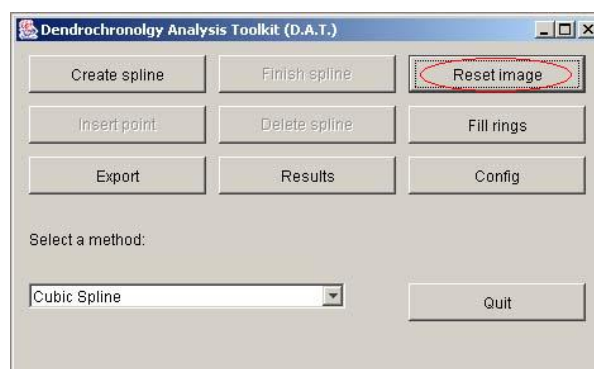 Dendrochronolgy Analysis Toolkit (D.A.T.)
Create spline Finish spline Reset image
Insert point Delete spline Fill rings
Export Results Config
Select a method:
Cubic Spline Quit